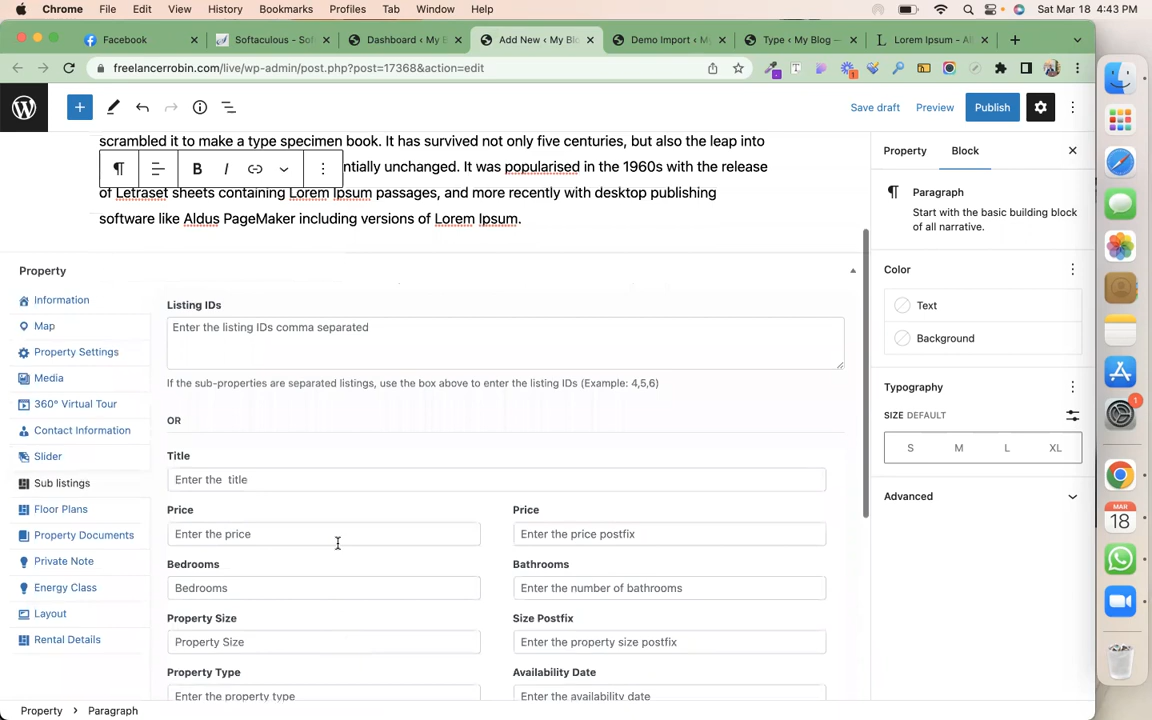 Chrome File Edit View History Bookmarks Profiles Tab Window Help Sat Mar 18 4:43 PM
Facebook Softaculous - Sof Dashboard ‹ My B Add New ‹ My Blo Demo Import ‹ M Type ‹ My Blog — Lorem Ipsum - All
freelancerrobin.com/live/wp-admin/post.php?post=17368&action=edit
Save draft Preview Publish
scrambled it to make a type specimen book. It has survived not only five centuries, but also the leap into
ntially unchanged. It was popularised in the 1960s with the release
of Letraset sheets containing Lorem Ipsum passages, and more recently with desktop publishing
software like Aldus PageMaker including versions of Lorem Ipsum.
B I
Property
Information
Map
Property Settings
Media
360° Virtual Tour
Contact Information
Slider
Sub listings
Floor Plans
Property Documents
Private Note
Energy Class
Layout
Rental Details
Listing IDs
Enter the listing IDs comma separated
If the sub-properties are separated listings, use the box above to enter the listing IDs (Example: 4,5,6)
OR
Title
Enter the title
Price Price
Enter the price Enter the price postfix
Bedrooms Bathrooms
Bedrooms Enter the number of bathrooms
Property Size Size Postfix
Property Size Enter the property size postfix
Property Type Availability Date
Enter the property type Enter the availability date
Property Block
Paragraph
Start with the basic building block
of all narrative.
Color
Text
Background
Typography
SIZE DEFAULT
S M L XL
Advanced
MAR
18
1
Property › Paragraph